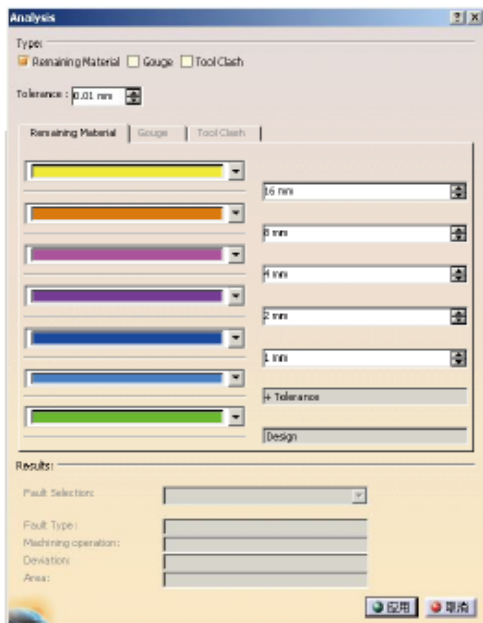 Analysis
Type:
Remaining Material Gouge Tool Clash
Tolerance : 0.01 mm
Remaining Material Gouge Tool Clash
16 mm
8 mm
4 mm
2 mm
1 mm
+ Tolerance
Design
Results:
Fault Selection:
Fault Type:
Machining operation:
Deviation:
Area:
应用 取消